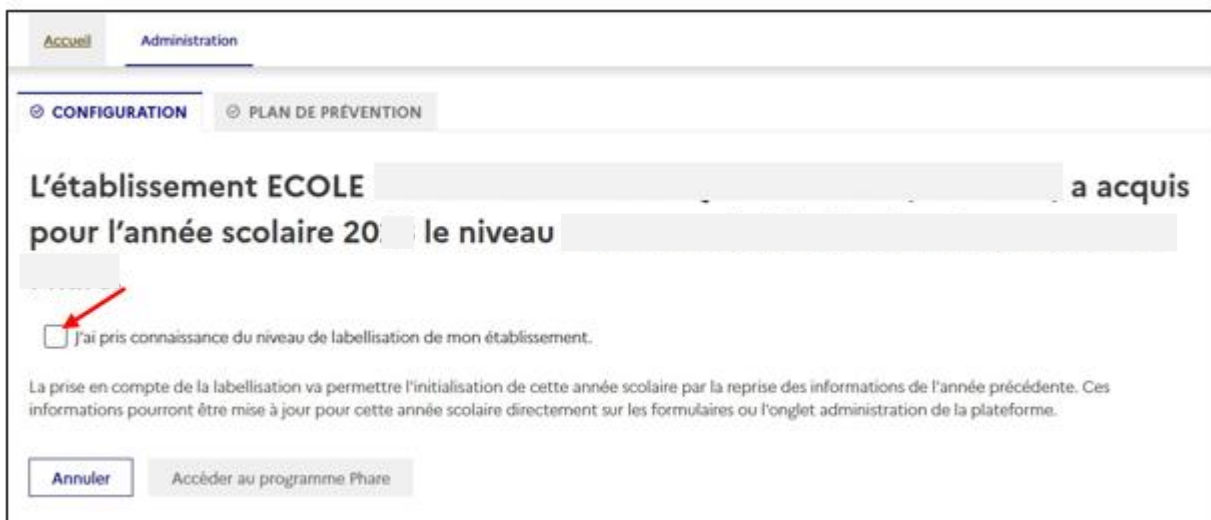 Accueil Administration
CONFIGURATION PLAN DE PRÉVENTION
L'établissement ECOLE a acquis
pour l'année scolaire 20 le niveau
J'ai pris connaissance du niveau de labellisation de mon établissement.
La prise en compte de la labellisation va permettre l'initialisation de cette année scolaire par la reprise des informations de l'année précédente. Ces
informations pourront être mise à jour pour cette année scolaire directement sur les formulaires ou l'onglet administration de la plateforme.
Annuler Accéder au programme Phare